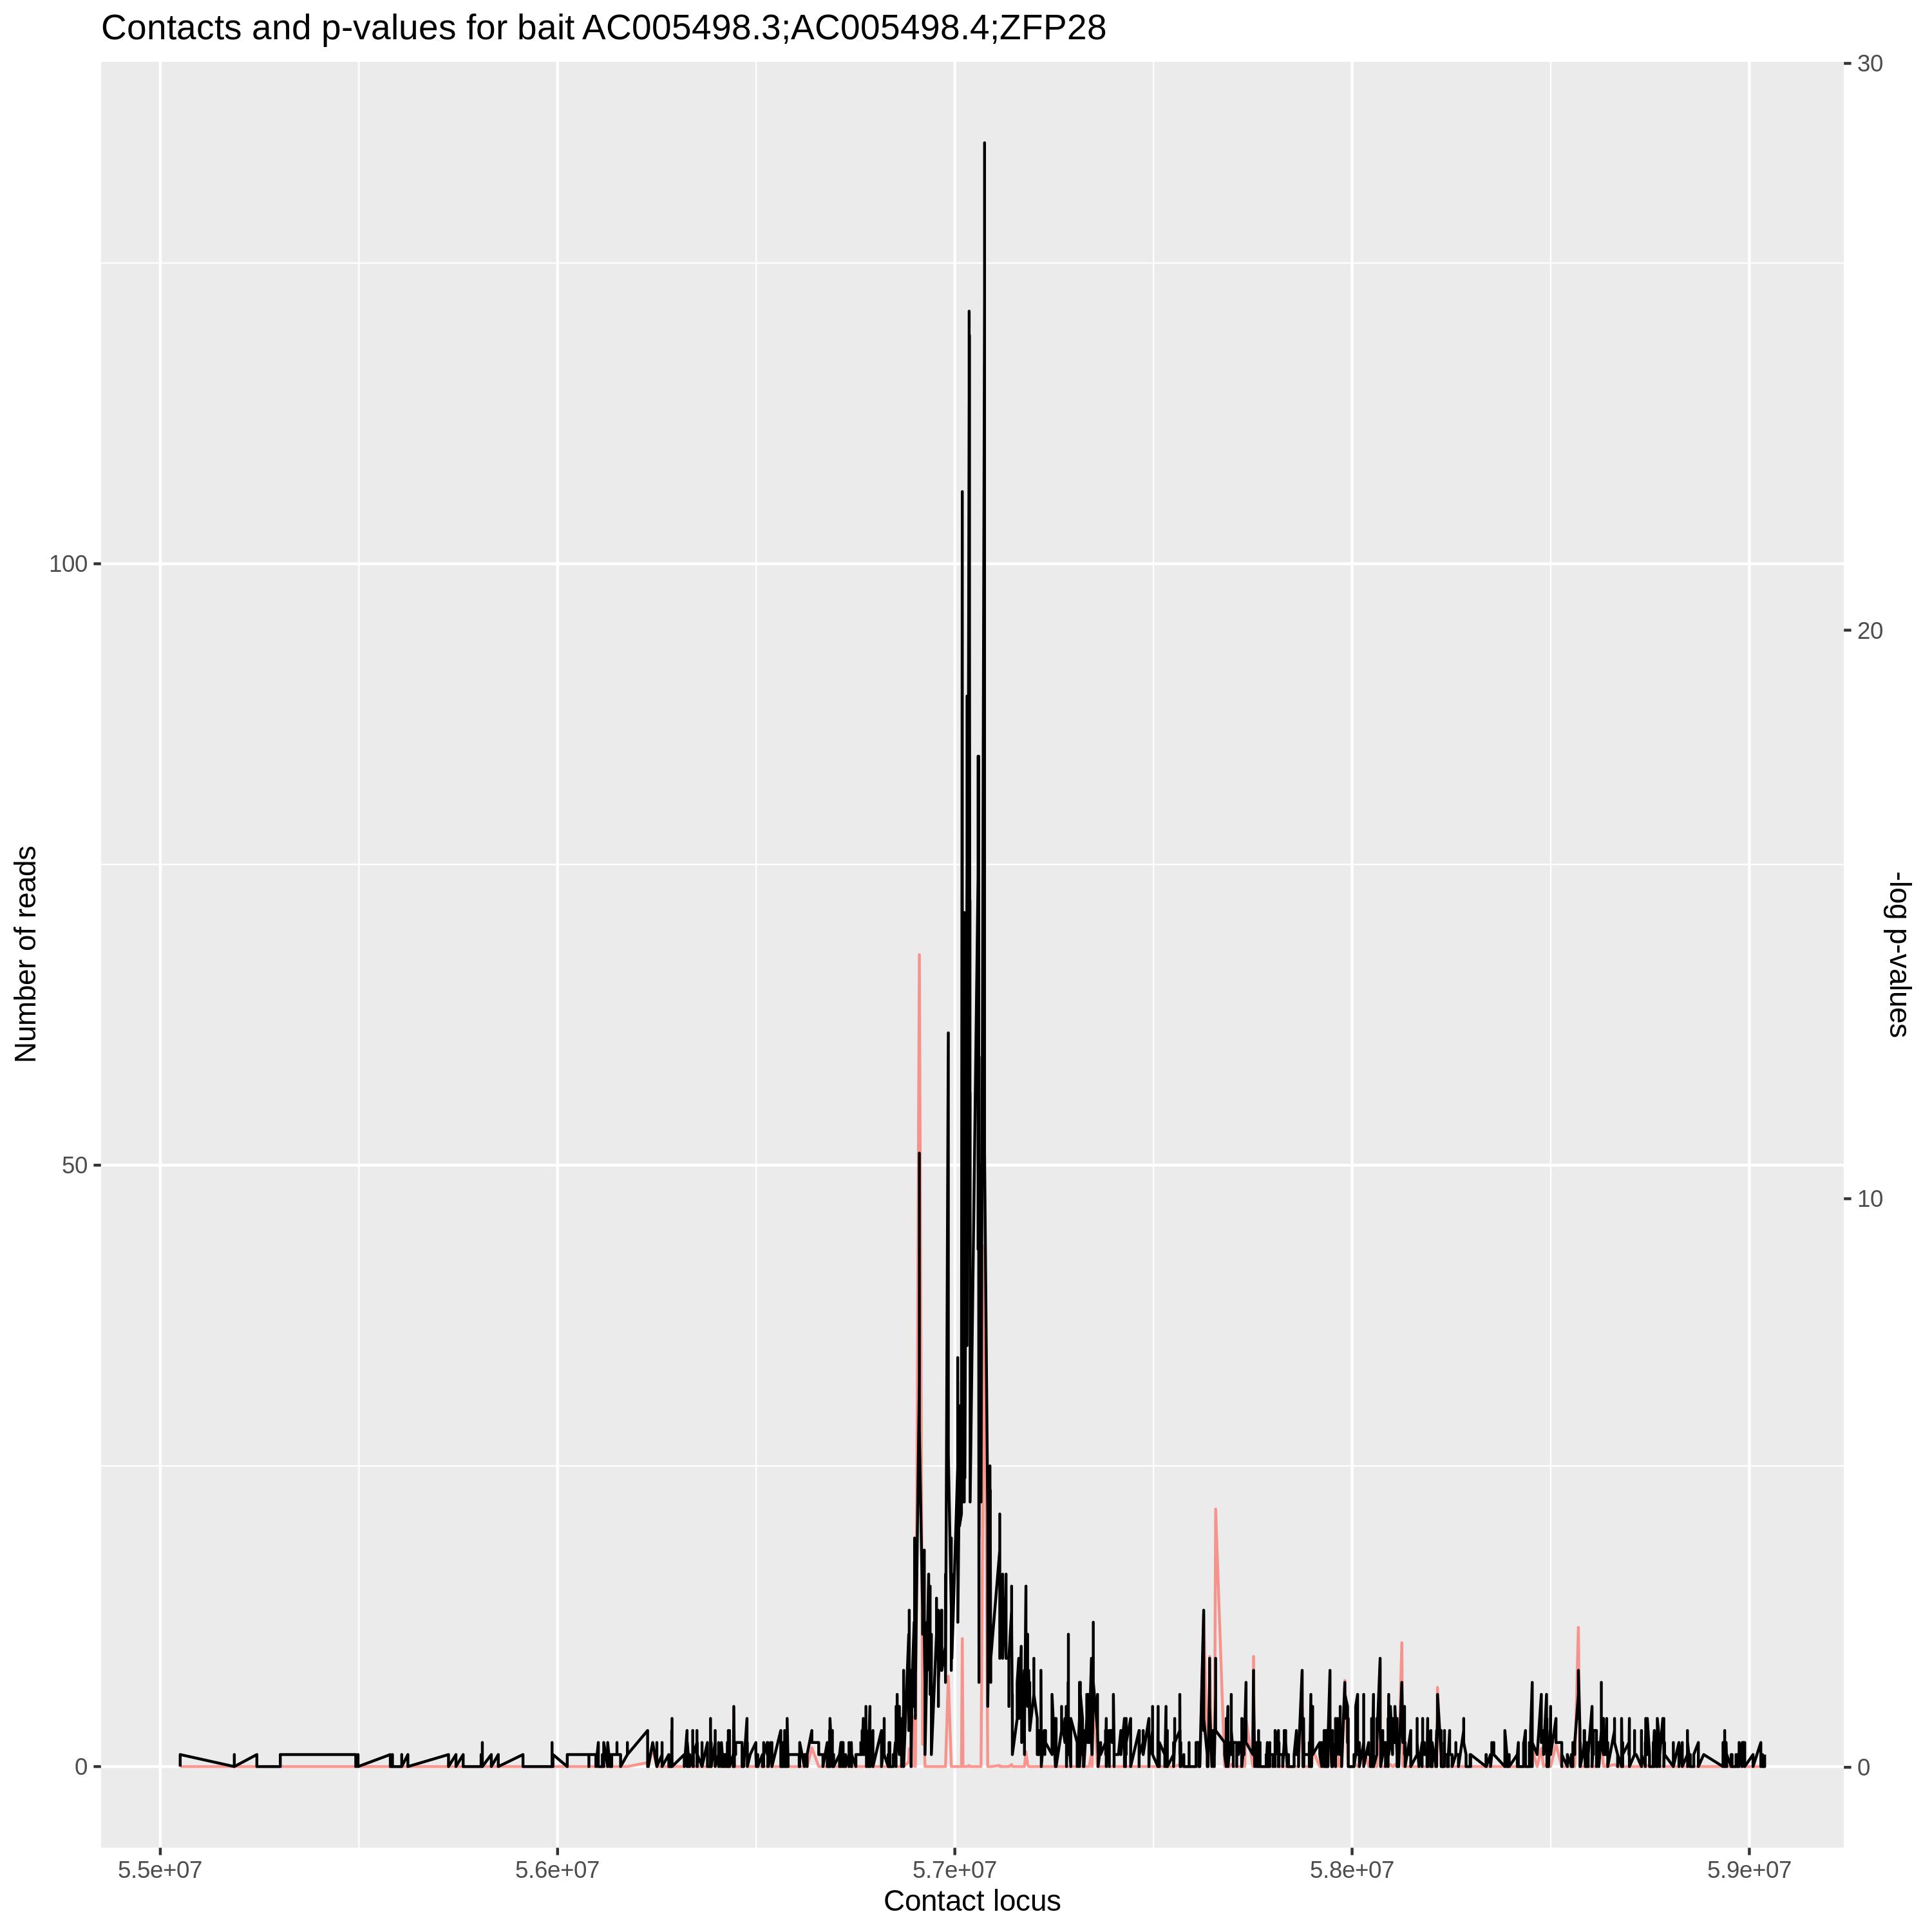 Contacts and p-values for bait AC005498.3;AC005498.4;ZFP28
30
100
20
Number of reads
-log p-values
50
10
0
0
5.5e+07
5.6e+07
5.7e+07
5.8e+07
5.9e+07
Contact locus